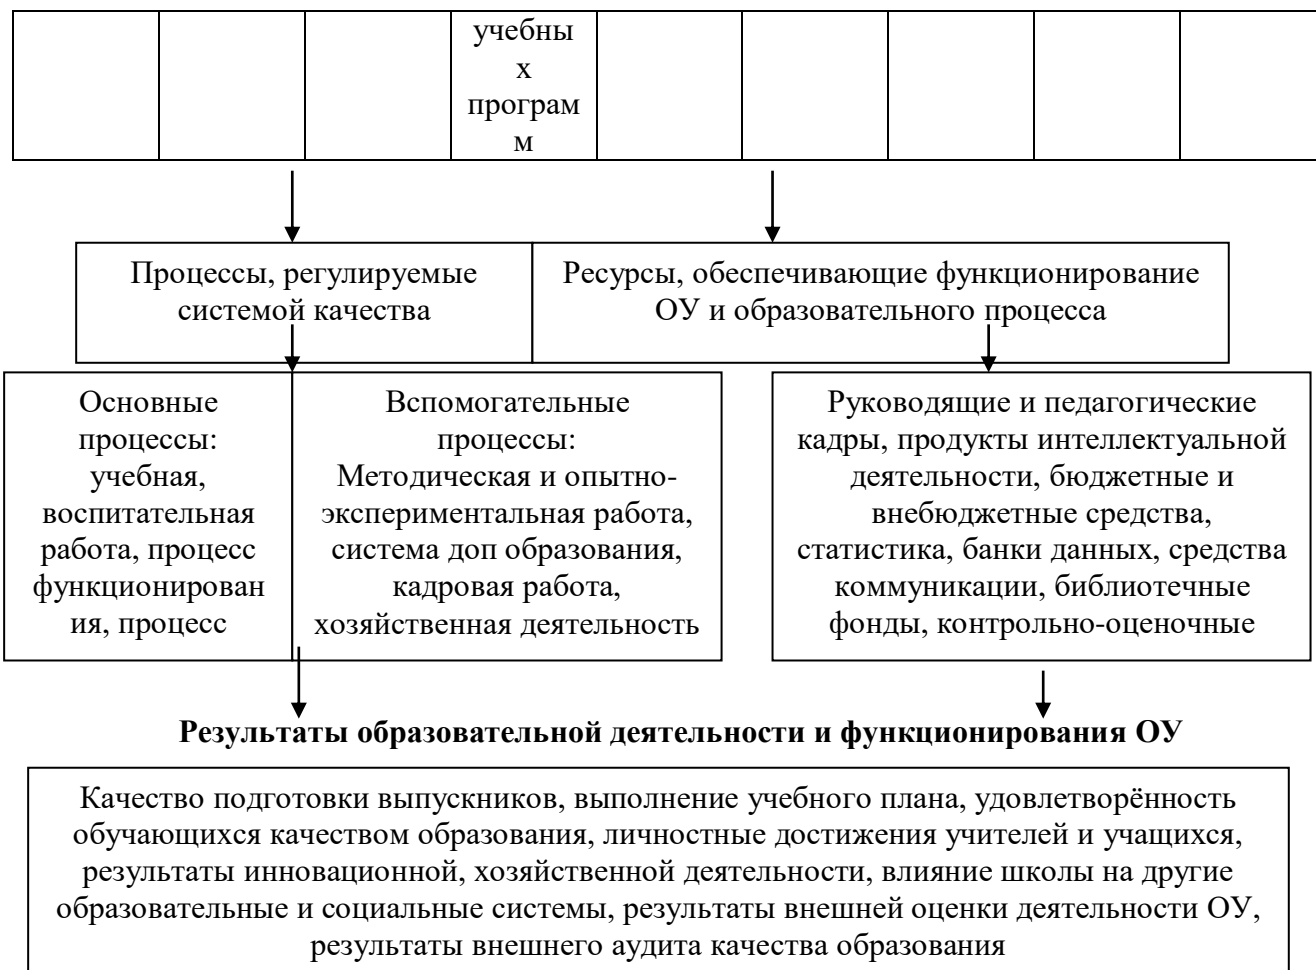 учебны
х
програм
м
Процессы, регулируемые
системой качества
Ресурсы, обеспечивающие функционирование
ОУ и образовательного процесса
Основные
процессы:
учебная,
воспитательная
работа, процесс
функционирован
ия, процесс
Вспомогательные
процессы:
Методическая и опытно-
экспериментальная работа,
система доп образования,
кадровая работа,
хозяйственная деятельность
Руководящие и педагогические
кадры, продукты интеллектуальной
деятельности, бюджетные и
внебюджетные средства,
статистика, банки данных, средства
коммуникации, библиотечные
фонды, контрольно-оценочные
Результаты образовательной деятельности и функционирования ОУ
Качество подготовки выпускников, выполнение учебного плана, удовлетворённость
обучающихся качеством образования, личностные достижения учителей и учащихся,
результаты инновационной, хозяйственной деятельности, влияние школы на другие
образовательные и социальные системы, результаты внешней оценки деятельности ОУ,
результаты внешнего аудита качества образования